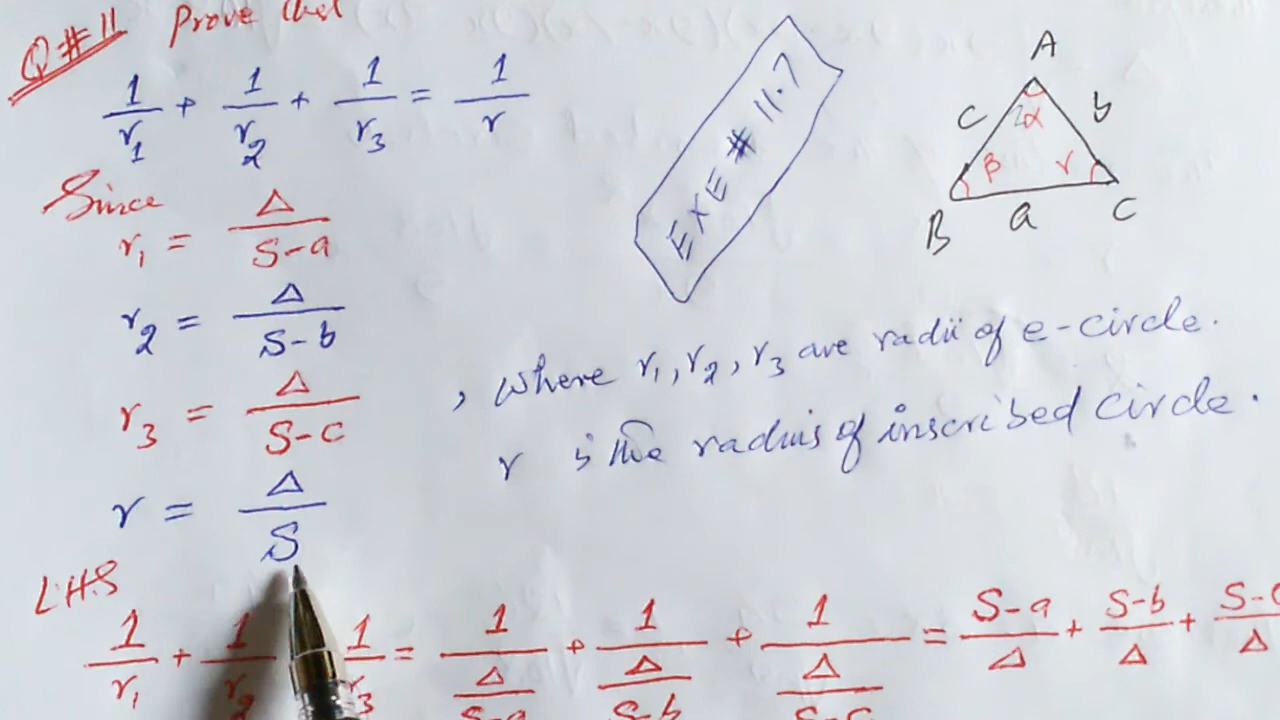 Q#11 Prove that
1/r₁ + 1/r₂ + 1/r₃ = 1/r
EXE # 11.7
A
c α b
β γ
B a C
Since
r₁ = Δ/(S-a)
r₂ = Δ/(S-b)
r₃ = Δ/(S-c)
, where r₁, r₂, r₃ are radii of e-circle.
r is the radius of inscribed circle.
r = Δ/S
L.H.S
1/r₁ + 1/r₂ 1/r₃ = 1/(Δ/(S-a)) + 1/(Δ/(S-b)) + 1/(Δ/(S-c)) = (S-a)/Δ + (S-b)/Δ + (S-c)/Δ